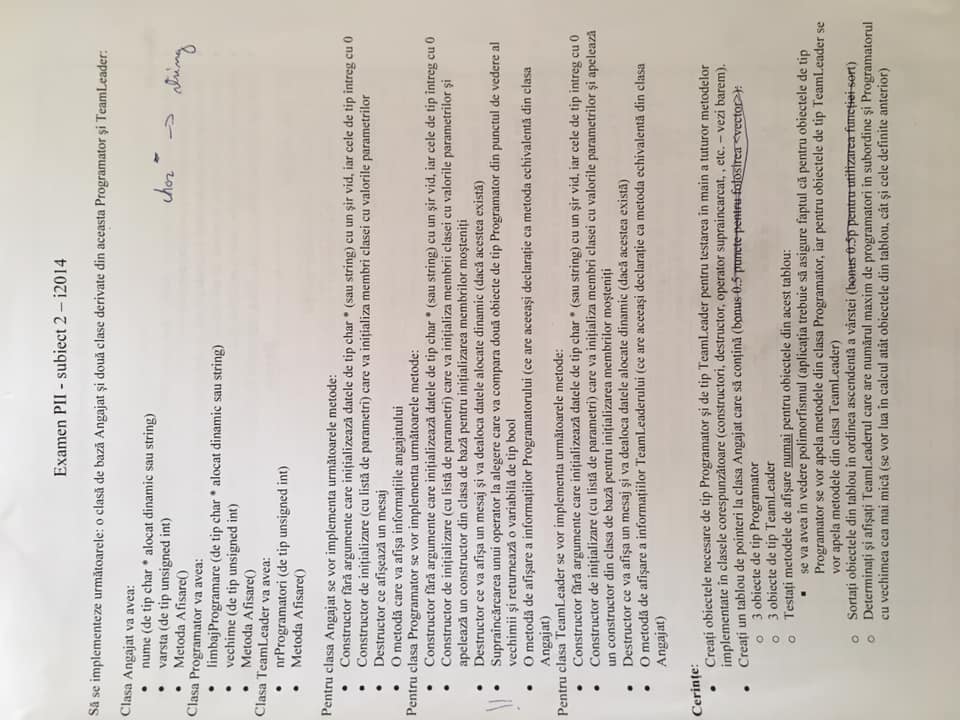 Examen PII - subiect 2 – i2014
Să se implementeze următoarele: o clasă de bază Angajat şi două clase derivate din aceasta Programator şi TeamLeader:
Clasa Angajat va avea:
• nume (de tip char * alocat dinamic sau string)
• varsta (de tip unsigned int)
• Metoda Afisare()
char * -> string
Clasa Programator va avea:
• limbajProgramare (de tip char * alocat dinamic sau string)
• vechime (de tip unsigned int)
• Metoda Afisare()
Clasa TeamLeader va avea:
• nrProgramatori (de tip unsigned int)
• Metoda Afisare()
Pentru clasa Angajat se vor implementa următoarele metode:
• Constructor fără argumente care iniţializează datele de tip char * (sau string) cu un şir vid, iar cele de tip întreg cu 0
• Constructor de iniţializare (cu listă de parametri) care va iniţializa membri clasei cu valorile parametrilor
• Destructor ce afişează un mesaj
• O metodă care va afişa informaţiile angajatului
Pentru clasa Programator se vor implementa următoarele metode:
• Constructor fără argumente care iniţializează datele de tip char * (sau string) cu un şir vid, iar cele de tip întreg cu 0
• Constructor de iniţializare (cu listă de parametri) care va iniţializa membrii clasei cu valorile parametrilor şi
apelează un constructor din clasa de bază pentru iniţializarea membrilor moşteniţi
• Destructor ce va afişa un mesaj şi va dealoca datele alocate dinamic (dacă acestea există)
• Supraîncărcarea unui operator la alegere care va compara două obiecte de tip Programator din punctul de vedere al
vechimii şi returnează o variabilă de tip bool
• O metodă de afişare a informaţiilor Programatorului (ce are aceeaşi declaraţie ca metoda echivalentă din clasa
Angajat)
Pentru clasa TeamLeader se vor implementa următoarele metode:
• Constructor fără argumente care iniţializează datele de tip char * (sau string) cu un şir vid, iar cele de tip intreg cu 0
• Constructor de iniţializare (cu listă de parametri) care va iniţializa membri clasei cu valorile parametrilor şi apelează
un constructor din clasa de bază pentru iniţializarea membrilor moşteniţi
• Destructor ce va afişa un mesaj şi va dealoca datele alocate dinamic (dacă acestea există)
• O metodă de afişare a informaţiilor TeamLeaderului (ce are aceeaşi declaraţie ca metoda echivalentă din clasa
Angajat)
Cerinţe:
• Creaţi obiectele necesare de tip Programator şi de tip TeamLeader pentru testarea în main a tuturor metodelor
implementate în clasele corespunzătoare (constructori, destructor, operator supraincarcat, , etc. – vezi barem).
• Creaţi un tablou de pointeri la clasa Angajat care să conţină (bonus 0.5 puncte pentru folosirea <vector>):
o 3 obiecte de tip Programator
o 3 obiecte de tip TeamLeader
o Testaţi metodele de afişare numai pentru obiectele din acest tablou:
▪ se va avea în vedere polimorfismul (aplicaţia trebuie să asigure faptul că pentru obiectele de tip
Programator se vor apela metodele din clasa Programator, iar pentru obiectele de tip TeamLeader se
vor apela metodele din clasa TeamLeader)
o Sortaţi obiectele din tablou în ordinea ascendentă a vârstei (bonus 0.5p pentru utilizarea funcţiei sort)
o Determinaţi şi afişaţi TeamLeaderul care are numărul maxim de programatori în subordine şi Programatorul
cu vechimea cea mai mică (se vor lua în calcul atât obiectele din tablou, cât şi cele definite anterior)